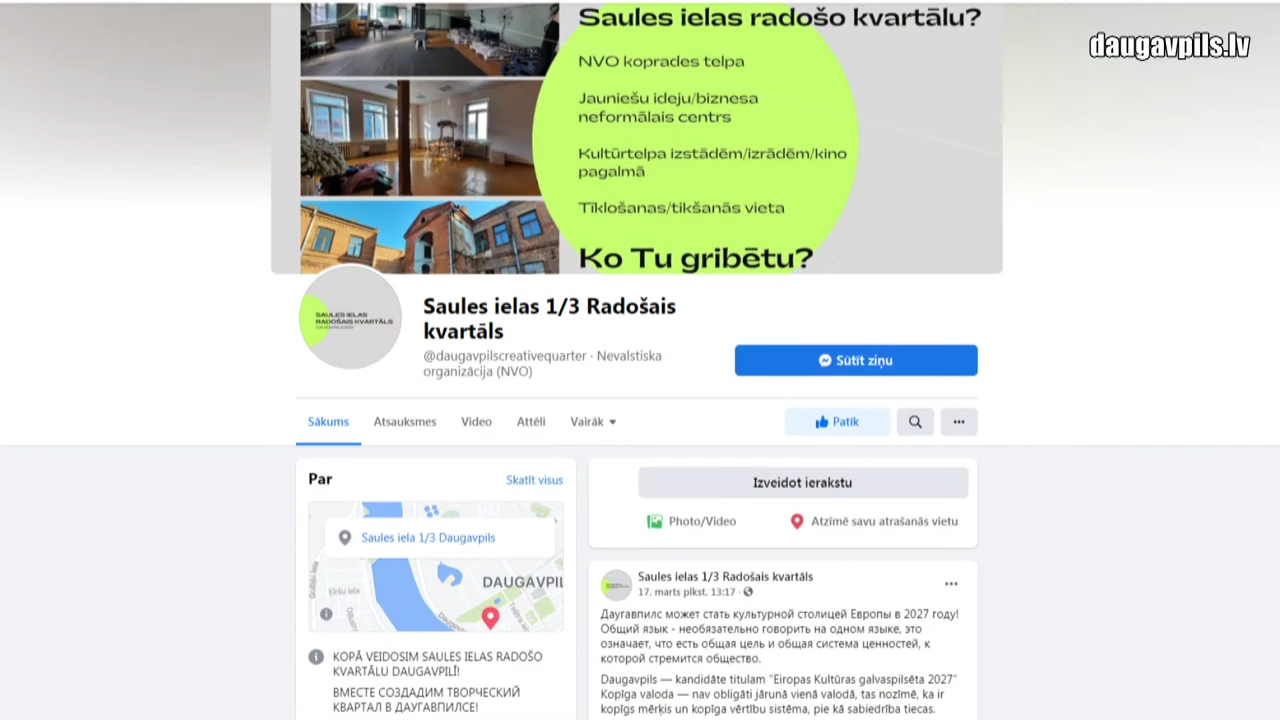 Saules ielas radošo kvartālu?
daugavpils.lv
NVO koprades telpa
Jauniešu ideju/biznesa
neformālais centrs
Kultūrtelpa izstādēm/izrādēm/kino
pagalmā
Tīklošanas/tikšanās vieta
Ko Tu gribētu?
SAULES IELAS
RADOŠAIS KVARTĀLS
Saules ielas 1/3 Radošais
kvartāls
@daugavpilscreativequarter · Nevalstiska
organizācija (NVO)
Sūtīt ziņu
Sākums
Atsauksmes
Video
Attēli
Vairāk
Patīk
Par
Skatīt visus
Saules iela 1/3 Daugavpils
DAUGAVPIL
KOPĀ VEIDOSIM SAULES IELAS RADOŠO
KVARTĀLU DAUGAVPILĪ!
ВМЕСТЕ СОЗДАДИМ ТВОРЧЕСКИЙ
КВАРТАЛ В ДАУГАВПИЛСЕ!
Izveidot ierakstu
Photo/Video
Atzīmē savu atrašanās vietu
Saules ielas 1/3 Radošais kvartāls
17. marts plkst. 13:17 ·
Даугавпилс может стать культурной столицей Европы в 2027 году!
Общий язык - необязательно говорить на одном языке, это
означает, что есть общая цель и общая система ценностей, к
которой стремится общество.
Daugavpils — kandidāte titulam "Eiropas Kultūras galvaspilsēta 2027"
Kopīga valoda — nav obligāti jārunā vienā valodā, tas nozīmē, ka ir
kopīgs mērķis un kopīga vērtību sistēma, pie kā sabiedrība tiecas.